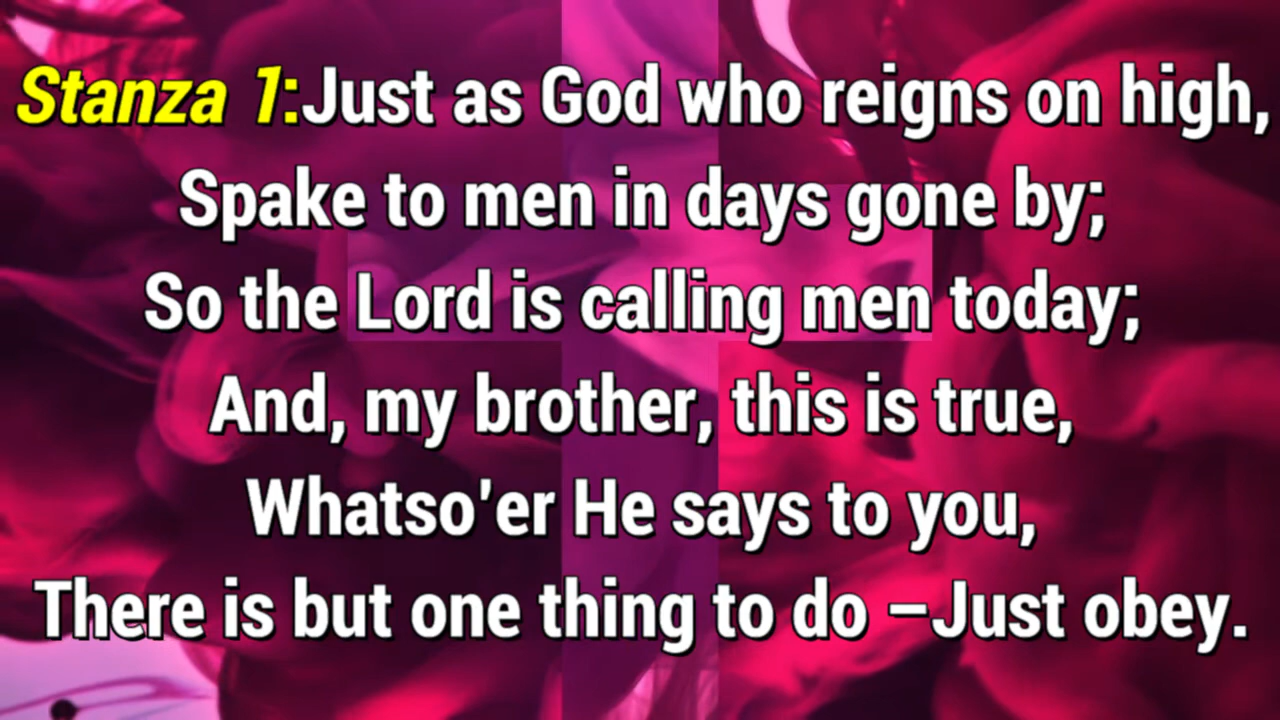 Stanza 1:Just as God who reigns on high,
Spake to men in days gone by;
So the Lord is calling men today;
And, my brother, this is true,
Whatso’er He says to you,
There is but one thing to do –Just obey.